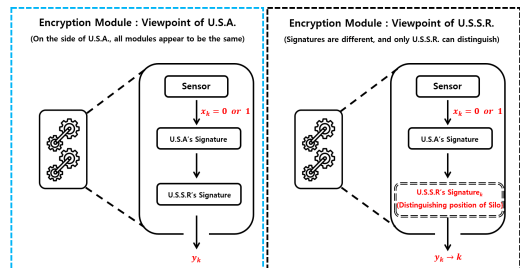 Encryption Module : Viewpoint of U.S.A.
(On the side of U.S.A., all modules appear to be the same)
Sensor
x_k = 0 or 1
U.S.A's Signature
U.S.S.R's Signature
y_k
Encryption Module : Viewpoint of U.S.S.R.
(Signatures are different, and only U.S.S.R. can distinguish)
Sensor
x_k = 0 or 1
U.S.A's Signature
U.S.S.R's Signature_k
(Distinguishing position of Silo)
y_k → k